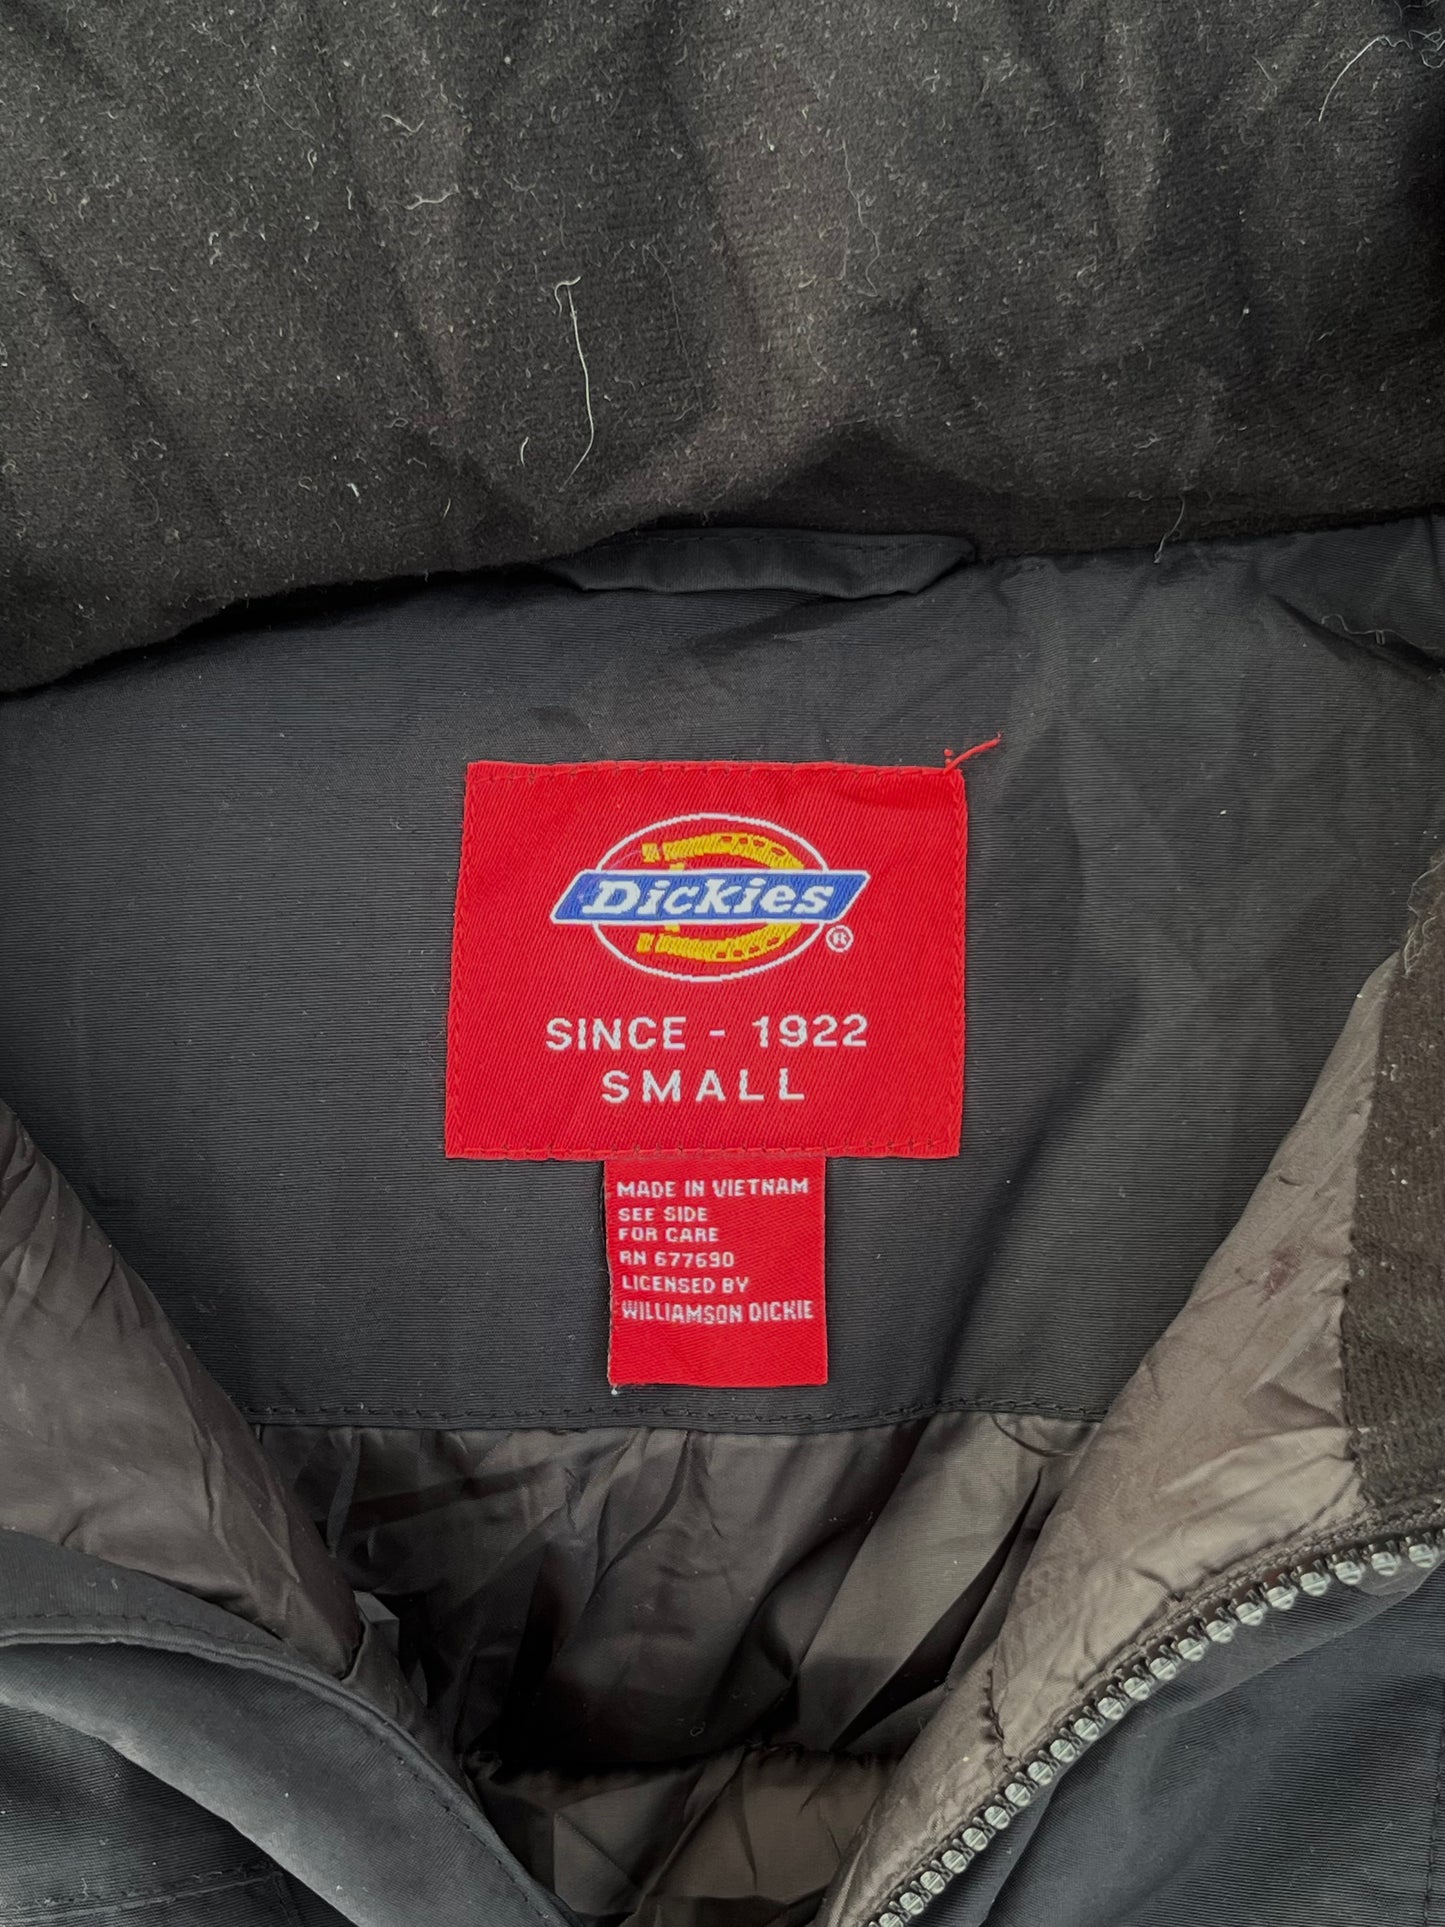 Dickies®
SINCE - 1922
SMALL
MADE IN VIETNAM
SEE SIDE
FOR CARE
RN 677690
LICENSED BY
WILLIAMSON DICKIE